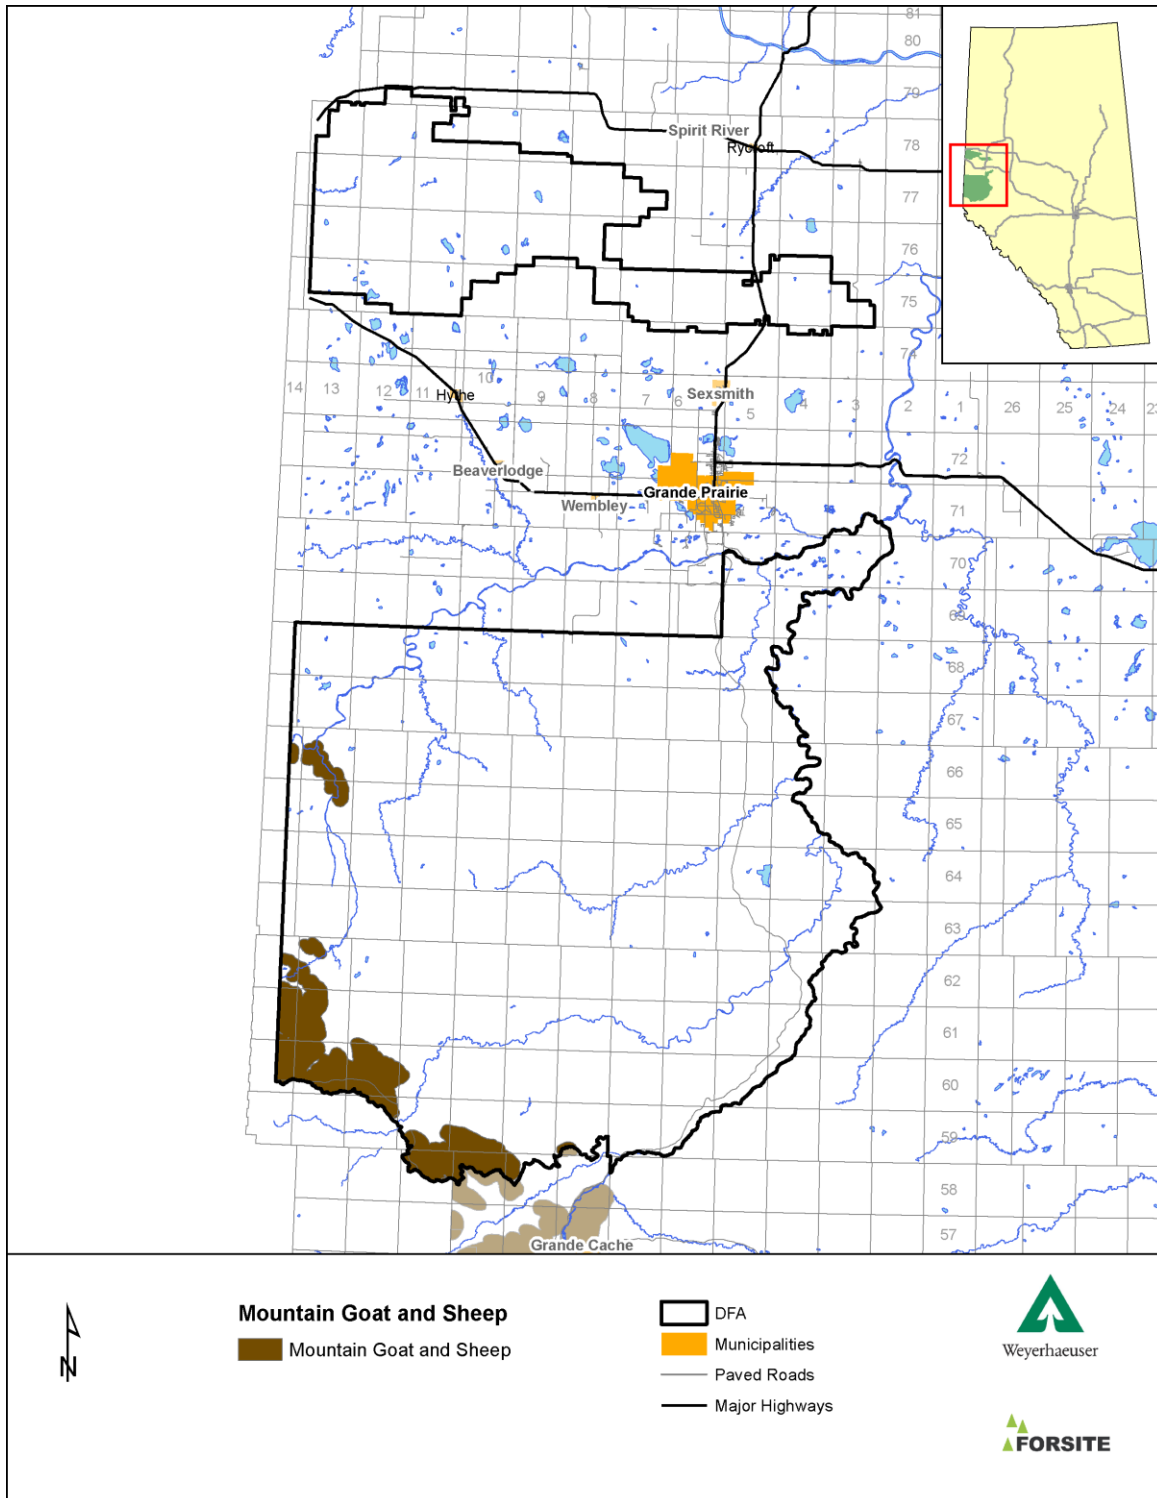 81
80
79
Spirit River
Rycroft
78
77
76
75
74
14 13 12 11 10 9 8 7 6 5 4 3 2 1 26 25 24 23
Hythe
Sexsmith
72
Beaverlodge
Grande Prairie
Wembley
71
70
69
68
67
66
65
64
63
62
61
60
59
58
57
Grande Cache
N
Mountain Goat and Sheep
Mountain Goat and Sheep
DFA
Municipalities
Paved Roads
Major Highways
Weyerhaeuser
FORSITE